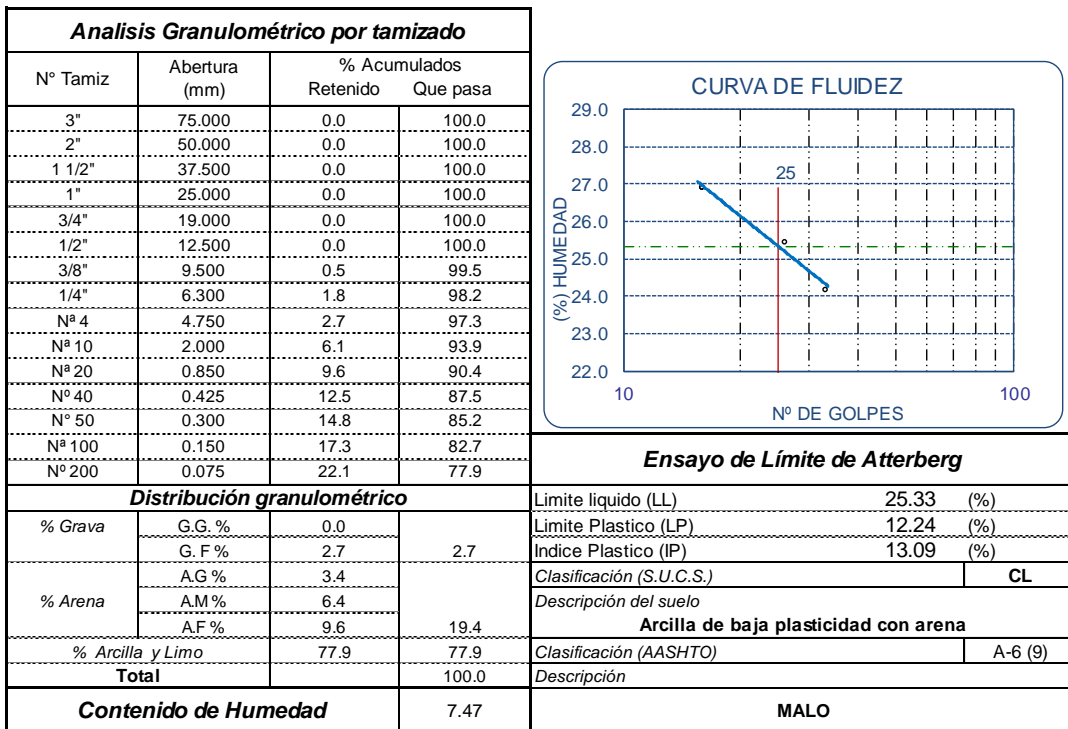 Analisis Granulométrico por tamizado
N° Tamiz Abertura (mm) % Acumulados
Retenido Que pasa
3" 75.000 0.0 100.0
2" 50.000 0.0 100.0
1 1/2" 37.500 0.0 100.0
1" 25.000 0.0 100.0
3/4" 19.000 0.0 100.0
1/2" 12.500 0.0 100.0
3/8" 9.500 0.5 99.5
1/4" 6.300 1.8 98.2
Nª 4 4.750 2.7 97.3
Nª 10 2.000 6.1 93.9
Nª 20 0.850 9.6 90.4
Nº 40 0.425 12.5 87.5
N° 50 0.300 14.8 85.2
Nª 100 0.150 17.3 82.7
Nº 200 0.075 22.1 77.9
Distribución granulométrico
% Grava G.G. % 0.0
G. F % 2.7 2.7
A.G % 3.4
% Arena A.M % 6.4
A.F % 9.6 19.4
% Arcilla y Limo 77.9 77.9
Total 100.0
Contenido de Humedad 7.47
CURVA DE FLUIDEZ
29.0
28.0
27.0
26.0
25.0
24.0
23.0
22.0
(%) HUMEDAD
25
10 100
Nº DE GOLPES
Ensayo de Límite de Atterberg
Limite liquido (LL) 25.33 (%)
Limite Plastico (LP) 12.24 (%)
Indice Plastico (IP) 13.09 (%)
Clasificación (S.U.C.S.) CL
Descripción del suelo
Arcilla de baja plasticidad con arena
Clasificación (AASHTO) A-6 (9)
Descripción
MALO